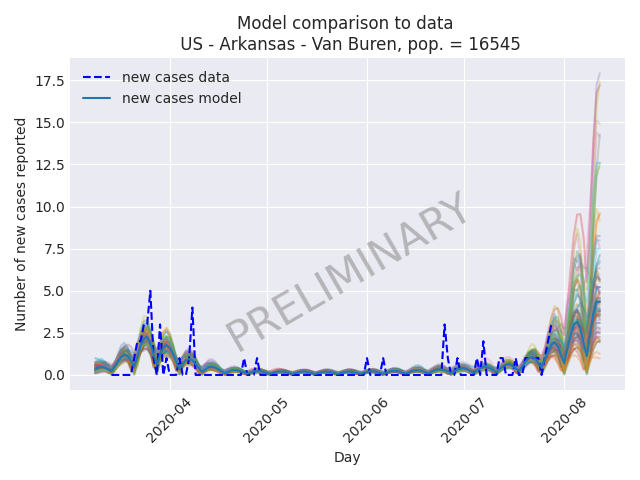 Model comparison to data
US - Arkansas - Van Buren, pop. = 16545
new cases data
new cases model
PRELIMINARY
Number of new cases reported
17.5
15.0
12.5
10.0
7.5
5.0
2.5
0.0
2020-04
2020-05
2020-06
2020-07
2020-08
Day